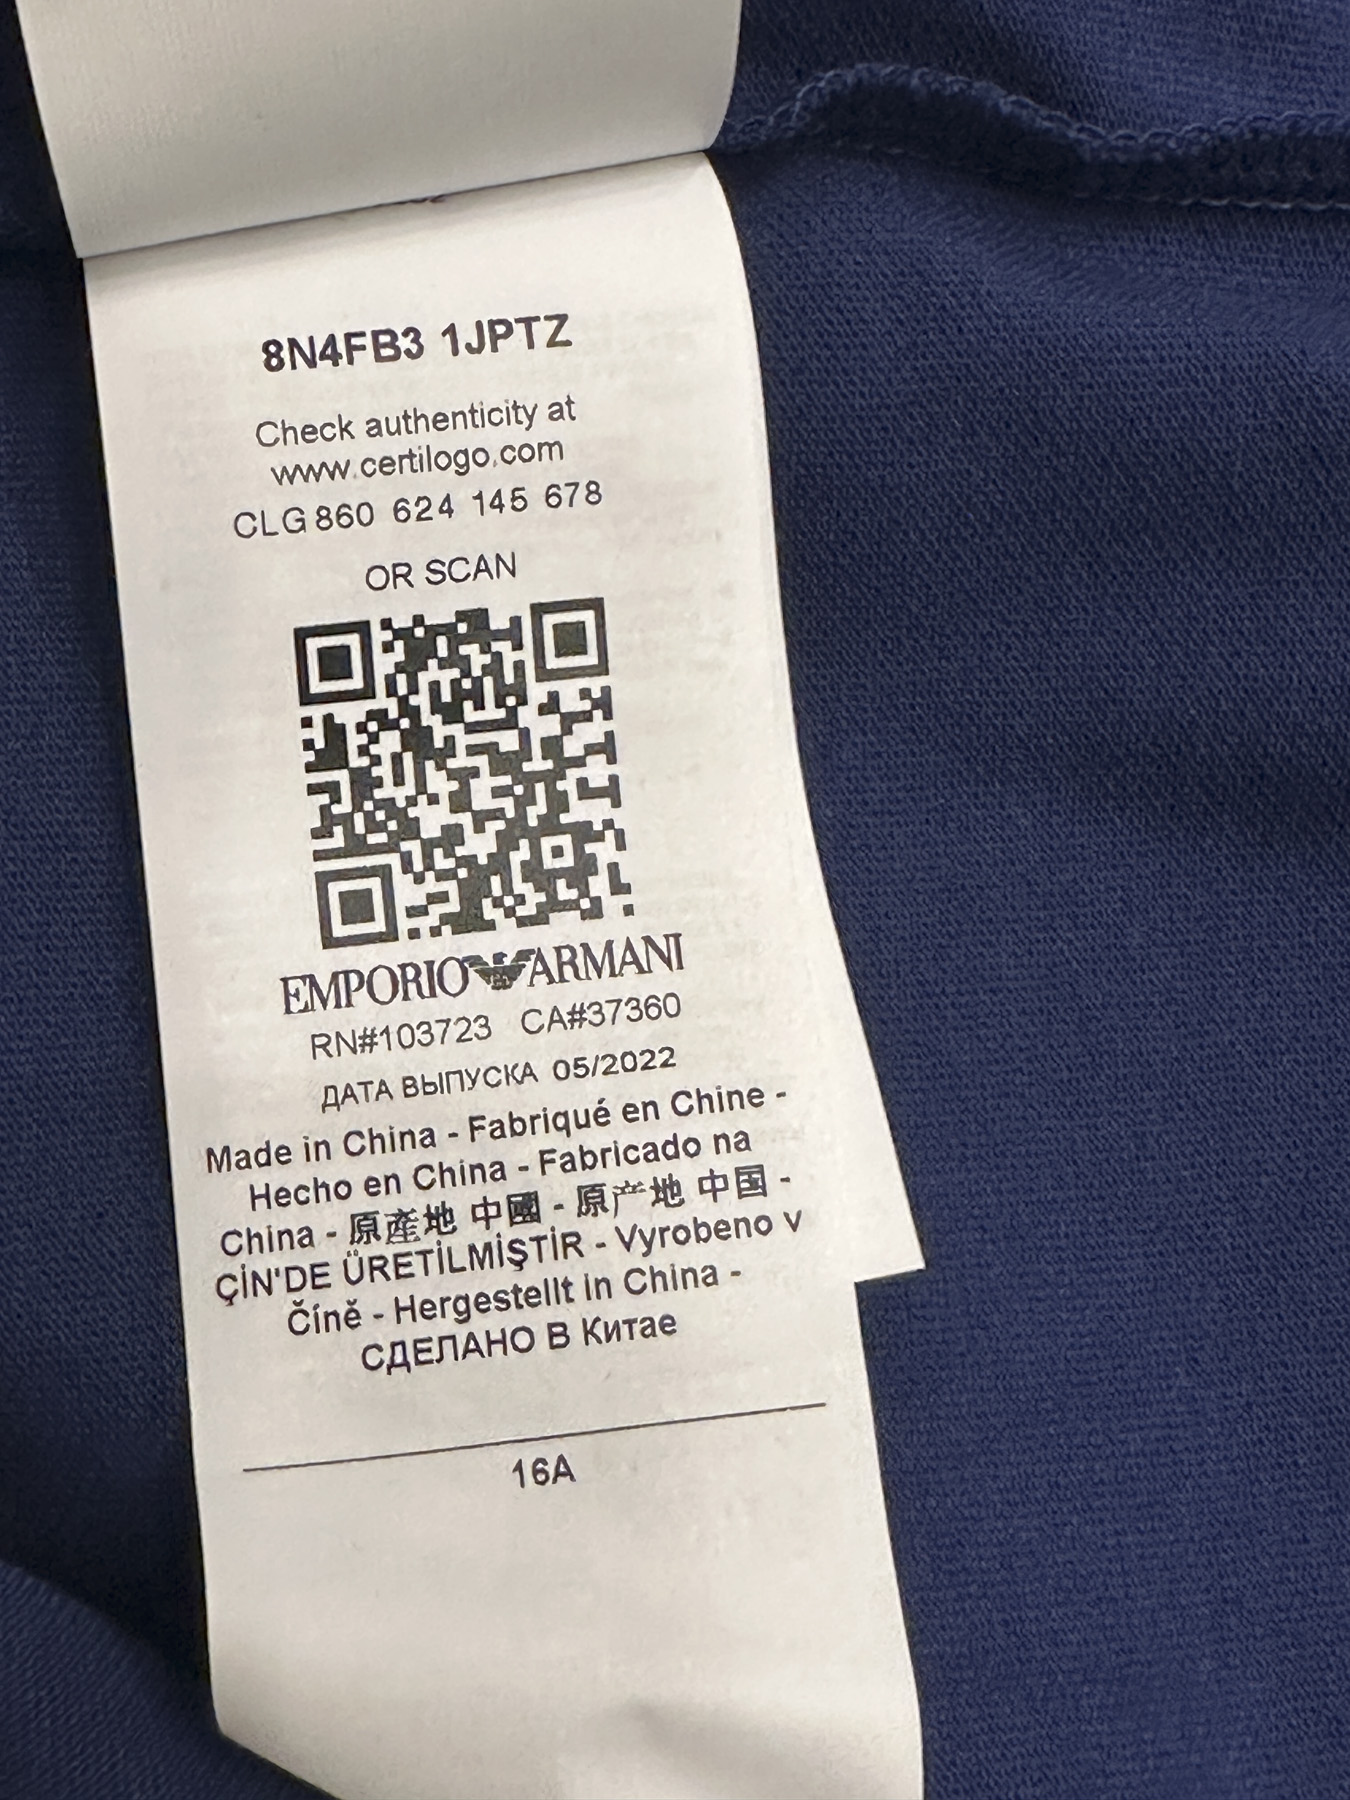 8N4FB3 1JPTZ
Check authenticity at
www.certilogo.com
CLG 860 624 145 678
OR SCAN
EMPORIO ARMANI
RN#103723 CA#37360
ДАТА ВЫПУСКА 05/2022
Made in China - Fabriqué en Chine -
Hecho en China - Fabricado na
China - 原產地 中國 - 原产地 中国 -
ÇİN'DE ÜRETİLMİŞTİR - Vyrobeno v
Číně - Hergestellt in China -
СДЕЛАНО В Китае
16A